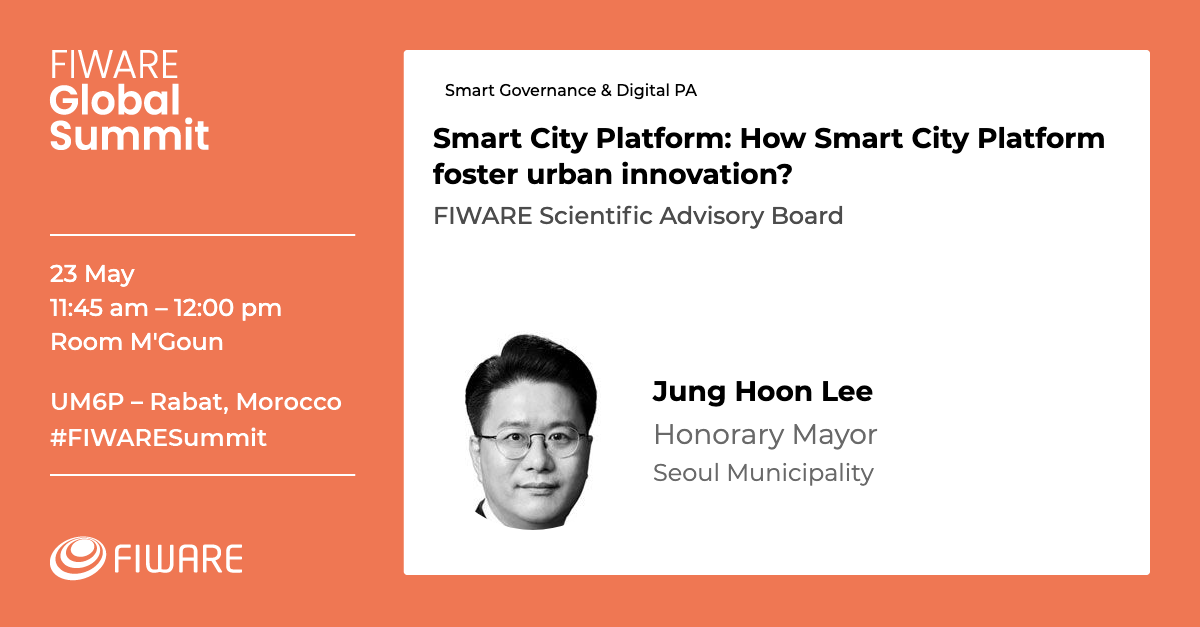 FIWARE
Global
Summit
23 May
11:45 am – 12:00 pm
Room M'Goun
UM6P – Rabat, Morocco
#FIWARESummit
FIWARE
Smart Governance & Digital PA
Smart City Platform: How Smart City Platform
foster urban innovation?
FIWARE Scientific Advisory Board
Jung Hoon Lee
Honorary Mayor
Seoul Municipality